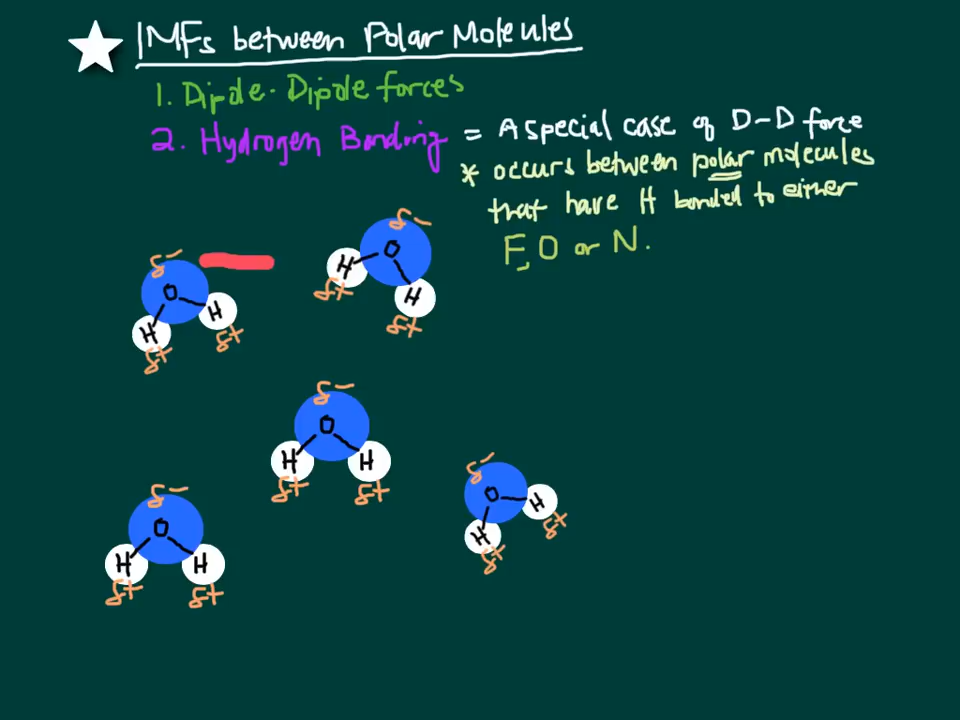 IMFs between Polar Molecules
1. Dipole-Dipole forces
2. Hydrogen Bonding = A special case of D-D force
* occurs between polar molecules
that have H bonded to either
F, O or N.
δ-
δ-
O
H
δ+
H
δ+
O
H
H
δ+
δ+
δ-
O
H
H
δ+
δ+
δ-
O
H
H
δ+
δ+
δ-
O
H
H
δ+
δ+